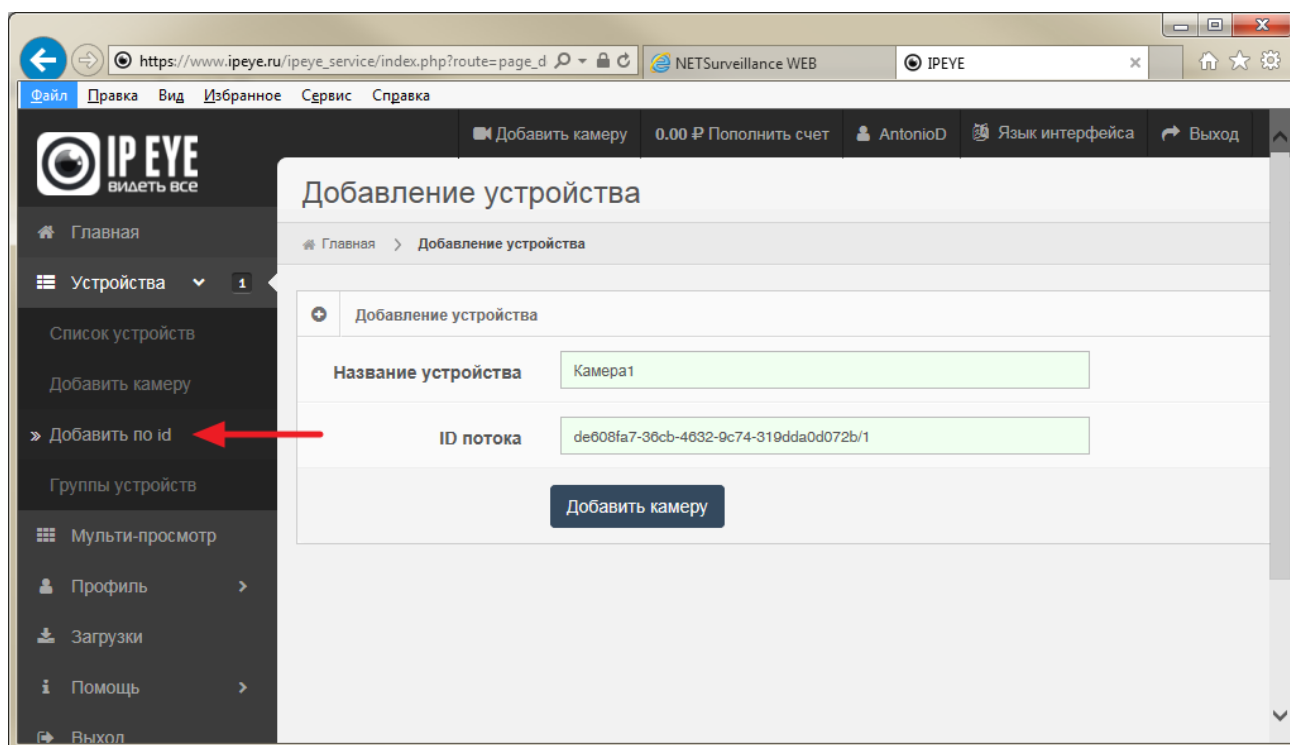 https://www.ipeye.ru/ipeye_service/index.php?route=page_d
NETSurveillance WEB
IPEYE
Файл Правка Вид Избранное Сервис Справка
IP EYE
видеть все
Добавить камеру 0.00 ₽ Пополнить счет AntonioD Язык интерфейса Выход
Добавление устройства
Главная > Добавление устройства
Главная
Устройства 1
Список устройств
Добавить камеру
» Добавить по id
Группы устройств
Мульти-просмотр
Профиль >
Загрузки
Помощь >
Выход
Добавление устройства
Название устройства Камера1
ID потока de608fa7-36cb-4632-9c74-319dda0d072b/1
Добавить камеру